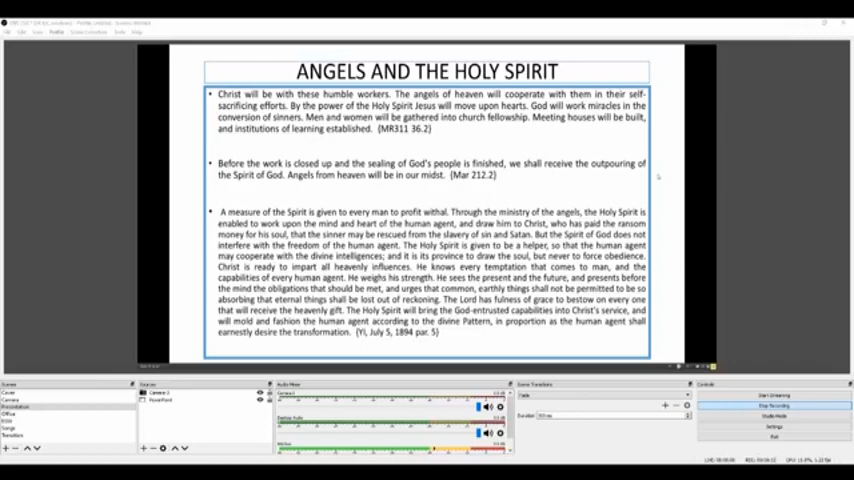 Profile
Tools
Help
ANGELS AND THE HOLY SPIRIT
• Christ will be with these humble workers. The angels of heaven will cooperate with them in their self-
sacrificing efforts. By the power of the Holy Spirit Jesus will move upon hearts. God will work miracles in the
conversion of sinners. Men and women will be gathered into church fellowship. Meeting houses will be built,
and institutions of learning established. {MR311 36.2}
• Before the work is closed up and the sealing of God's people is finished, we shall receive the outpouring of
the Spirit of God. Angels from heaven will be in our midst. {Mar 212.2}
• A measure of the Spirit is given to every man to profit withal. Through the ministry of the angels, the Holy Spirit is
enabled to work upon the mind and heart of the human agent, and draw him to Christ, who has paid the ransom
money for his soul, that the sinner may be rescued from the slavery of sin and Satan. But the Spirit of God does not
interfere with the freedom of the human agent. The Holy Spirit is given to be a helper, so that the human agent
may cooperate with the divine intelligences; and it is its province to draw the soul, but never to force obedience.
Christ is ready to impart all heavenly influences. He knows every temptation that comes to man, and the
capabilities of every human agent. He weighs his strength. He sees the present and the future, and presents before
the mind the obligations that should be met, and urges that common, earthly things shall not be permitted to be so
absorbing that eternal things shall be lost out of reckoning. The Lord has fulness of grace to bestow on every one
that will receive the heavenly gift. The Holy Spirit will bring the God-entrusted capabilities into Christ's service, and
will mold and fashion the human agent according to the divine Pattern, in proportion as the human agent shall
earnestly desire the transformation. {YI, July 5, 1894 par. 5}
Scenes
Cover
Camera
Presentation
Office
Songs
Transition
Sources
Camera 2
PowerPoint
Audio Mixer
Desktop Audio
Scene Transitions
Fade
Duration
Controls
Start Streaming
Stop Recording
Studio Mode
Settings
Exit